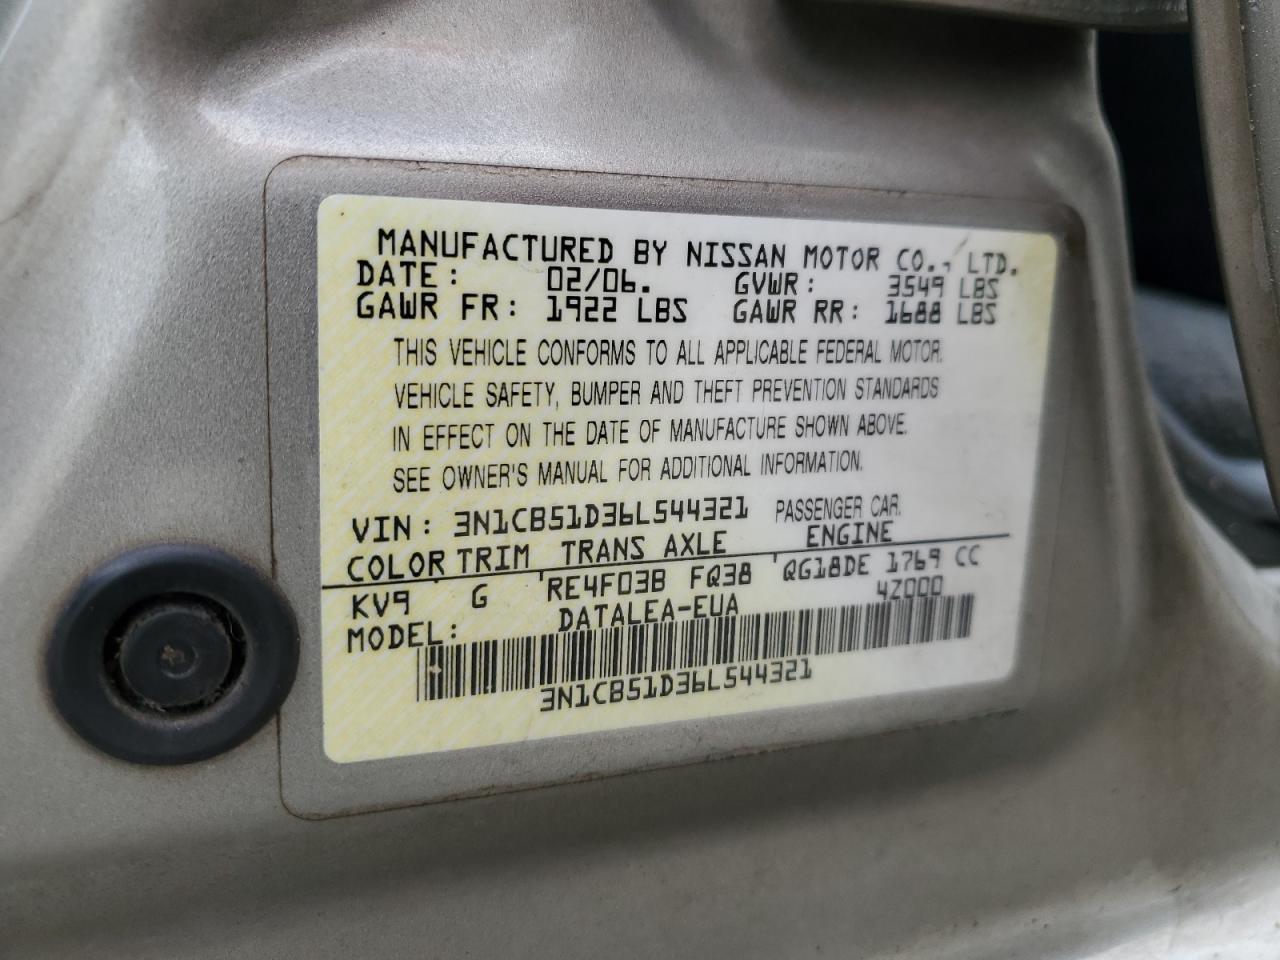 MANUFACTURED BY NISSAN MOTOR CO., LTD.
DATE: 02/06. GVWR: 3549 LBS
GAWR FR: 1922 LBS GAWR RR: 1688 LBS
THIS VEHICLE CONFORMS TO ALL APPLICABLE FEDERAL MOTOR.
VEHICLE SAFETY, BUMPER AND THEFT PREVENTION STANDARDS
IN EFFECT ON THE DATE OF MANUFACTURE SHOWN ABOVE.
SEE OWNER'S MANUAL FOR ADDITIONAL INFORMATION.
VIN: 3N1CB51D36L544321 PASSENGER CAR.
COLOR TRIM TRANS AXLE ENGINE
KV9 G RE4F03B FQ38 QG18DE 1769 CC
MODEL: DATALEA-EUA 42000
3N1CB51D36L544321